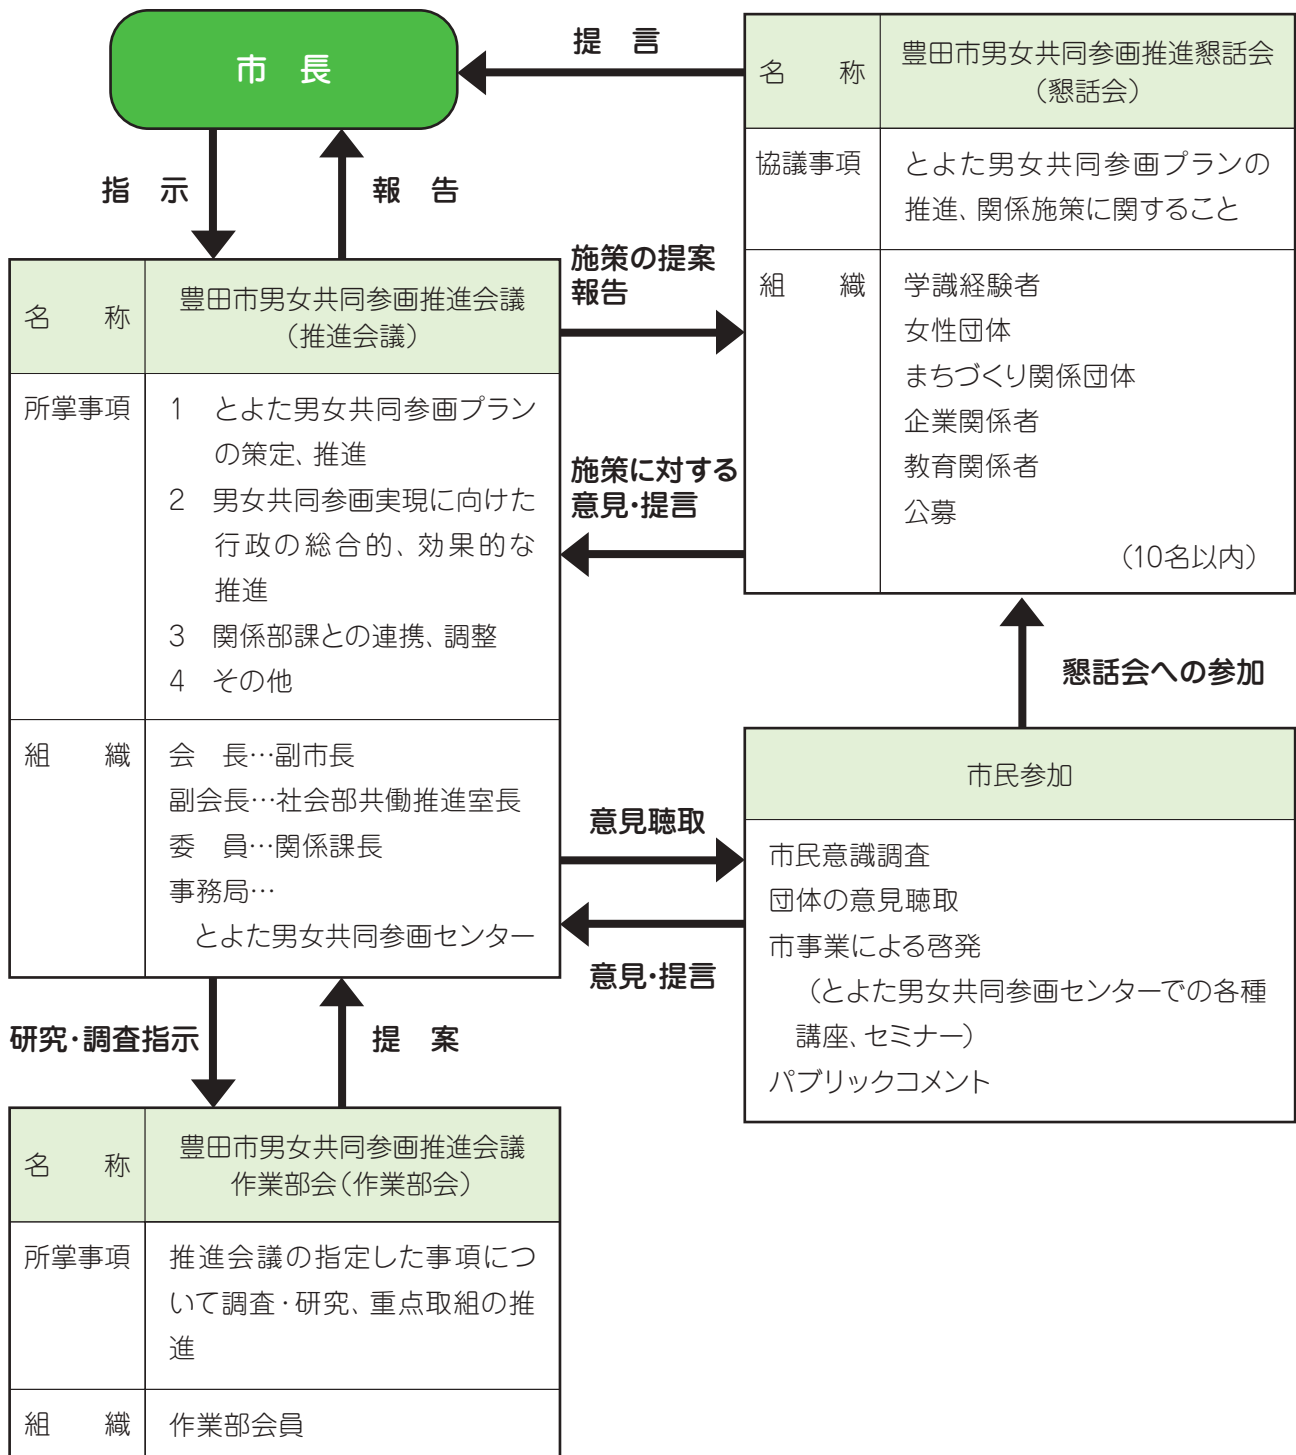 市 長
提 言
指 示
報 告
名 称
豊田市男女共同参画推進懇話会
（懇話会）
協議事項
とよた男女共同参画プランの
推進、関係施策に関すること
組 織
学識経験者
女性団体
まちづくり関係団体
企業関係者
教育関係者
公募
（10名以内）
施策の提案
報告
施策に対する
意見・提言
名 称
豊田市男女共同参画推進会議
（推進会議）
所掌事項
1 とよた男女共同参画プラン
の策定、推進
2 男女共同参画実現に向けた
行政の総合的、効果的な
推進
3 関係部課との連携、調整
4 その他
組 織
会 長…副市長
副会長…社会部共働推進室長
委 員…関係課長
事務局…
とよた男女共同参画センター
懇話会への参加
意見聴取
意見・提言
市民参加
市民意識調査
団体の意見聴取
市事業による啓発
（とよた男女共同参画センターでの各種
講座、セミナー）
パブリックコメント
研究・調査指示
提 案
名 称
豊田市男女共同参画推進会議
作業部会（作業部会）
所掌事項
推進会議の指定した事項につ
いて調査・研究、重点取組の推
進
組 織
作業部会員